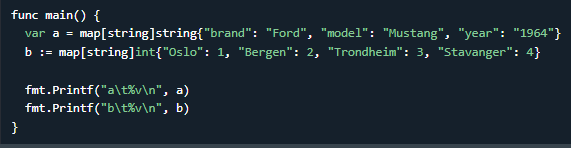 func main() {
  var a = map[string]string{"brand": "Ford", "model": "Mustang", "year": "1964"}
  b := map[string]int{"Oslo": 1, "Bergen": 2, "Trondheim": 3, "Stavanger": 4}

  fmt.Printf("a\t%v\n", a)
  fmt.Printf("b\t%v\n", b)
}